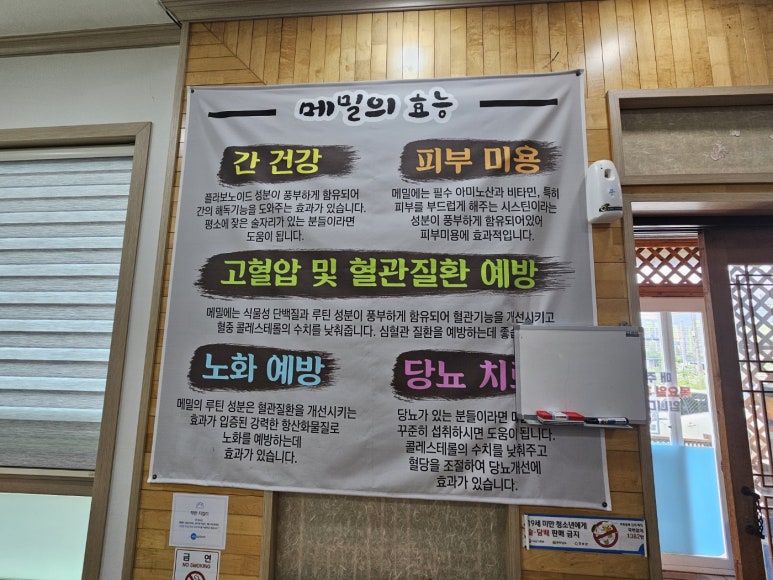 메밀의 효능
간 건강
플라보노이드 성분이 풍부하게 함유되어
간의 해독기능을 도와주는 효과가 있습니다.
평소에 잦은 술자리가 있는 분들이라면
도움이 됩니다.
피부 미용
메밀에는 필수 아미노산과 비타민, 특히
피부를 부드럽게 해주는 시스틴이라는
성분이 풍부하게 함유되어있어
피부미용에 효과적입니다.
고혈압 및 혈관질환 예방
메밀에는 식물성 단백질과 루틴 성분이 풍부하게 함유되어 혈관기능을 개선시키고
혈중 콜레스테롤의 수치를 낮춰줍니다. 심혈관 질환을 예방하는데 좋
노화 예방
메밀의 루틴 성분은 혈관질환을 개선시키는
효과가 입증된 강력한 항산화물질로
노화를 예방하는데
효과가 있습니다.
당뇨
당뇨가 있는 분들이라면
꾸준히 섭취하시면 도움이 됩니다.
콜레스테롤의 수치를 낮춰주고
혈당을 조절하여 당뇨개선에
효과가 있습니다.
매 주
목요일
금 연
NO SMOKING
19세 미만 청소년에게
술·담배 판매 금지